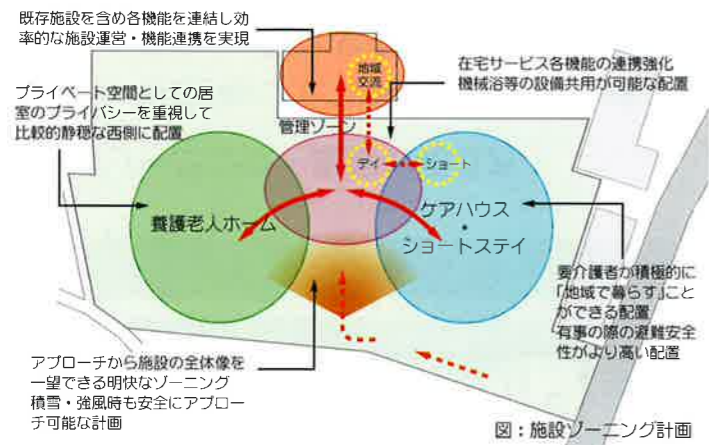 既存施設を含め各機能を連結し効
率的な施設運営・機能連携を実現
地域
交流
在宅サービス各機能の連携強化
機械浴等の設備共用が可能な配置
プライベート空間としての居
室のプライバシーを重視して
比較的静穏な西側に配置
管理ゾーン
デイ
ショート
養護老人ホーム
ケアハウス
・
ショートステイ
要介護者が積極的に
「地域で暮らす」こと
ができる配置
有事の際の避難安全
性がより高い配置
アプローチから施設の全体像を
一望できる明快なゾーニング
積雪・強風時も安全にアプロー
チ可能な計画
図：施設ゾーニング計画